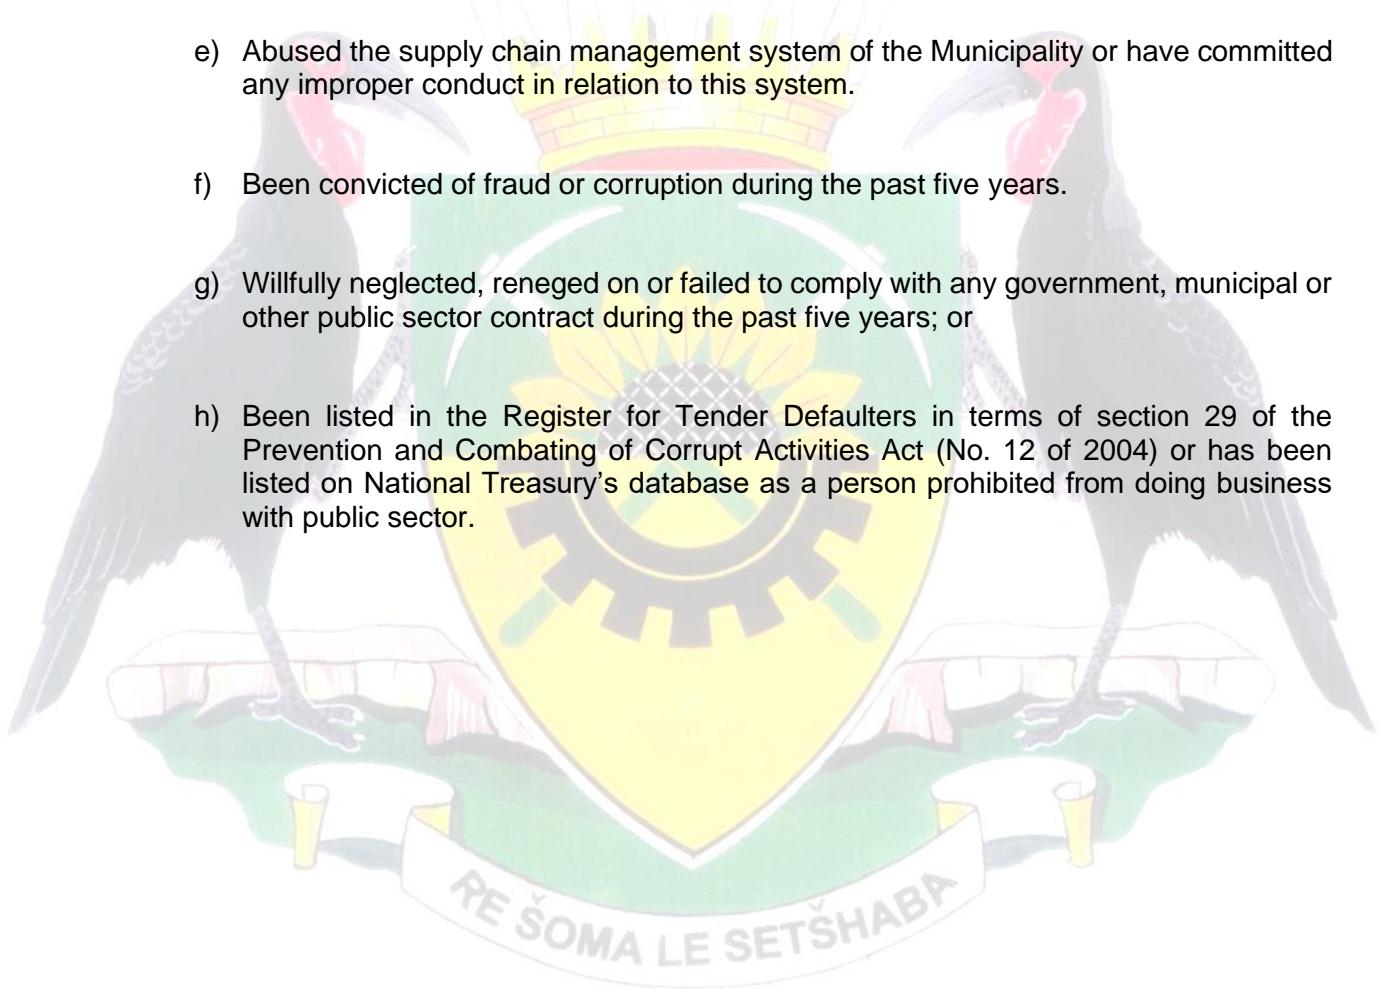 e) Abused the supply chain management system of the Municipality or have committed
any improper conduct in relation to this system.
f) Been convicted of fraud or corruption during the past five years.
g) Willfully neglected, reneged on or failed to comply with any government, municipal or
other public sector contract during the past five years; or
h) Been listed in the Register for Tender Defaulters in terms of section 29 of the
Prevention and Combating of Corrupt Activities Act (No. 12 of 2004) or has been
listed on National Treasury’s database as a person prohibited from doing business
with public sector.
RE ŠOMA LE SETŠHABA